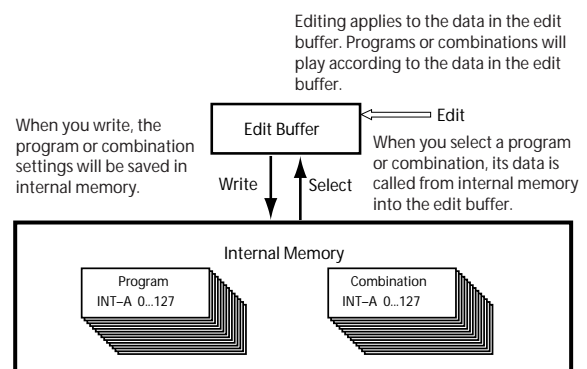 Editing applies to the data in the edit
buffer. Programs or combinations will
play according to the data in the edit
buffer.
Edit Buffer
Edit
When you write, the
program or combination
settings will be saved in
internal memory.
When you select a program
or combination, its data is
called from internal memory
into the edit buffer.
Write
Select
Internal Memory
Program
INT–A 0...127
Combination
INT–A 0...127